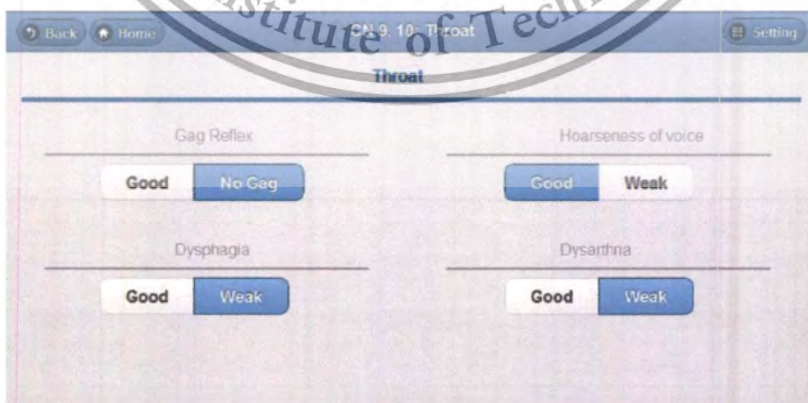 stitute of Tech
Back Home CN 9, 10: Throat Setting
Throat
Gag Reflex Hoarseness of voice
Good No Gag Good Weak
Dysphagia Dysarthria
Good Weak Good Weak